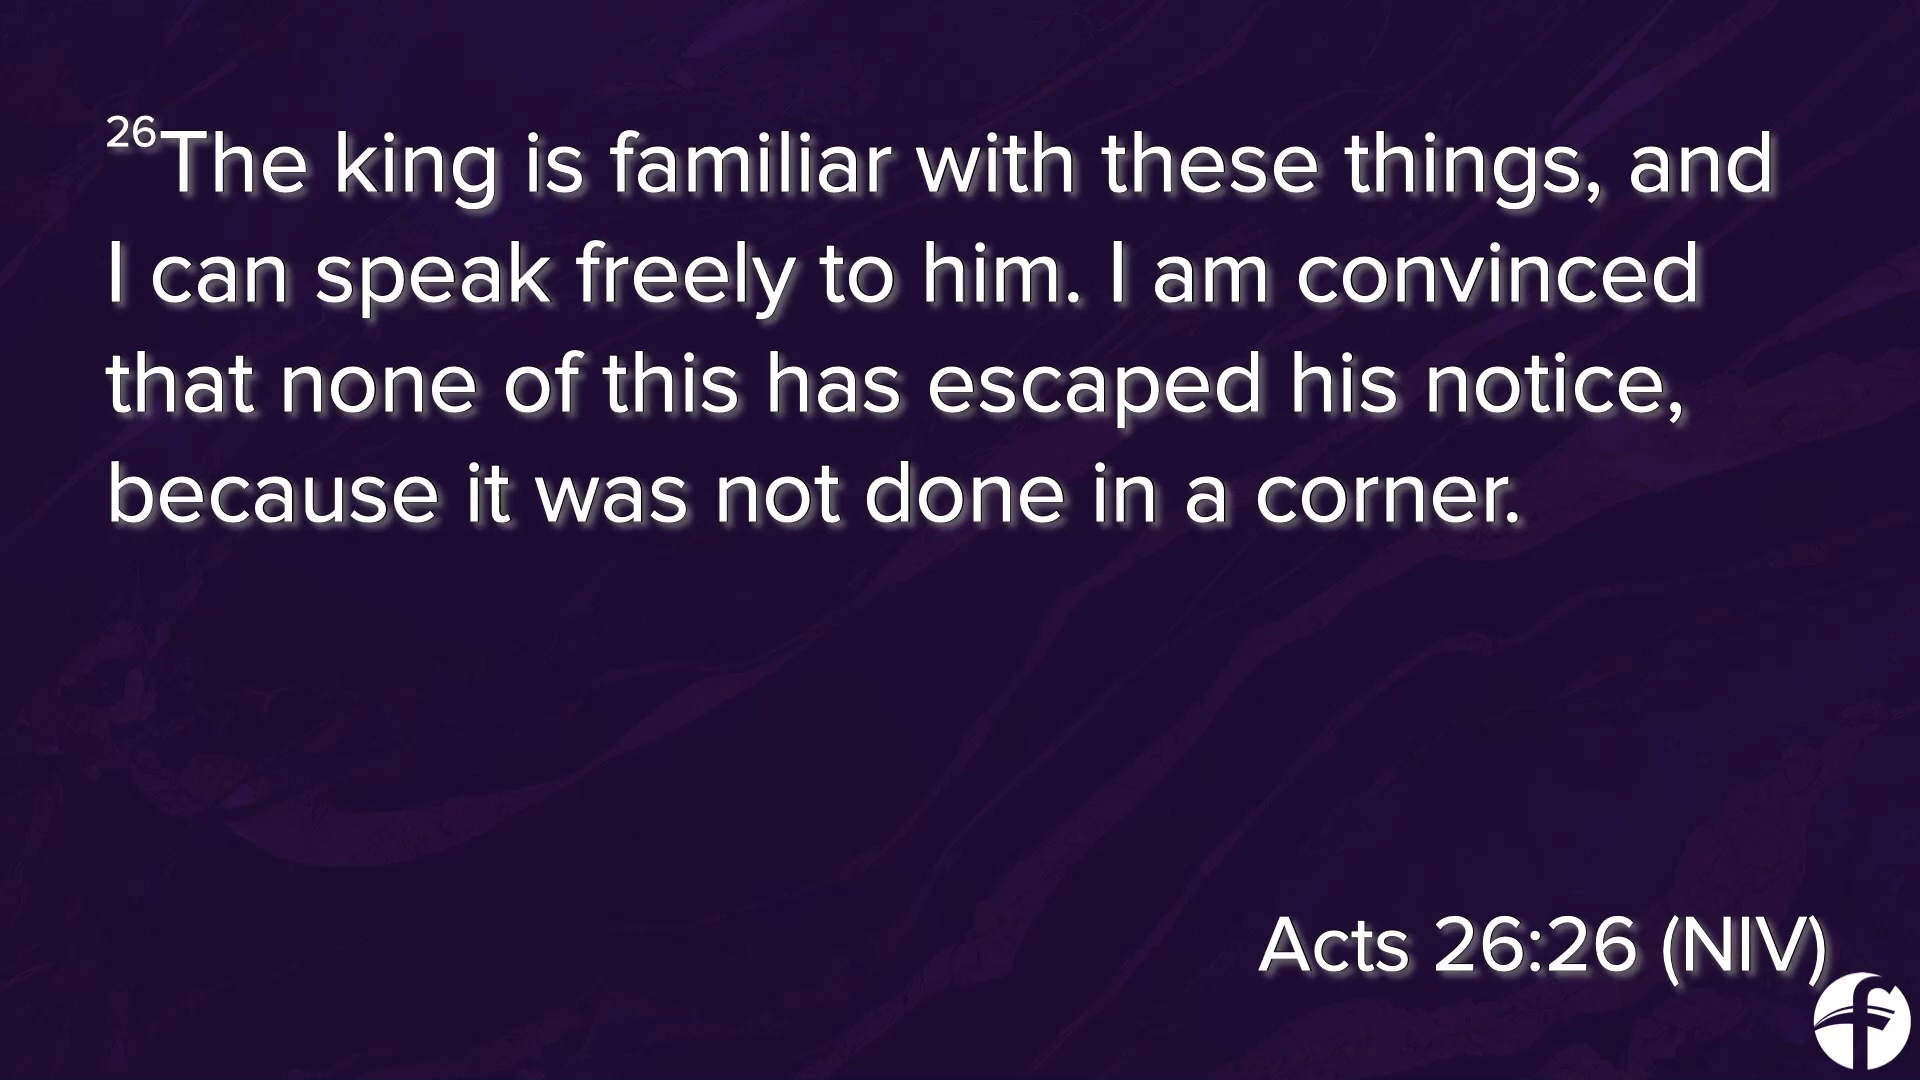 26The king is familiar with these things, and
I can speak freely to him. I am convinced
that none of this has escaped his notice,
because it was not done in a corner.
Acts 26:26 (NIV)